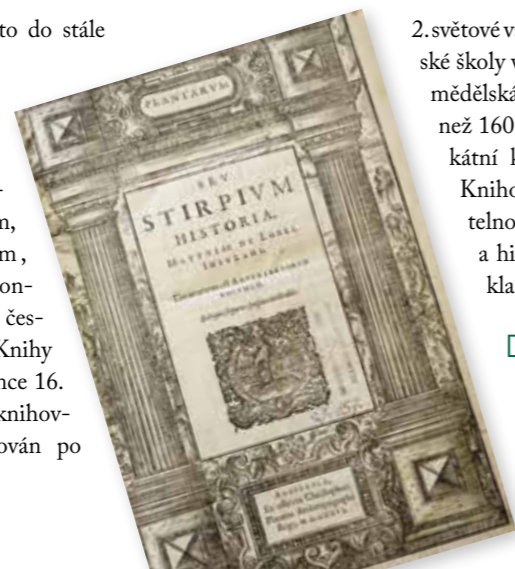 to do stále
-
m,
m,
on-
čes-
Knihy
nce 16.
knihov-
ován po
PLANTARVM
SEV
STIRPIVM
HISTORIA,
MATTHIAE DE LOBEL
INSVLANI.
2.světové v
ské školy v
mědělská
než 160
kátní k
Kniho
telno
a hi
kla